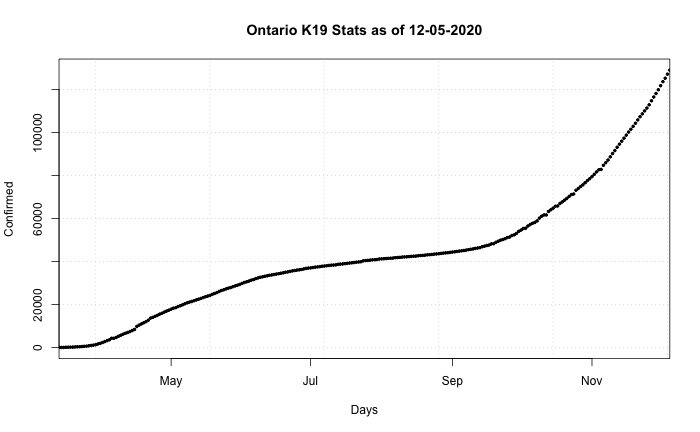 Ontario K19 Stats as of 12-05-2020
100000
60000
20000
0
Confirmed
May Jul Sep Nov
Days